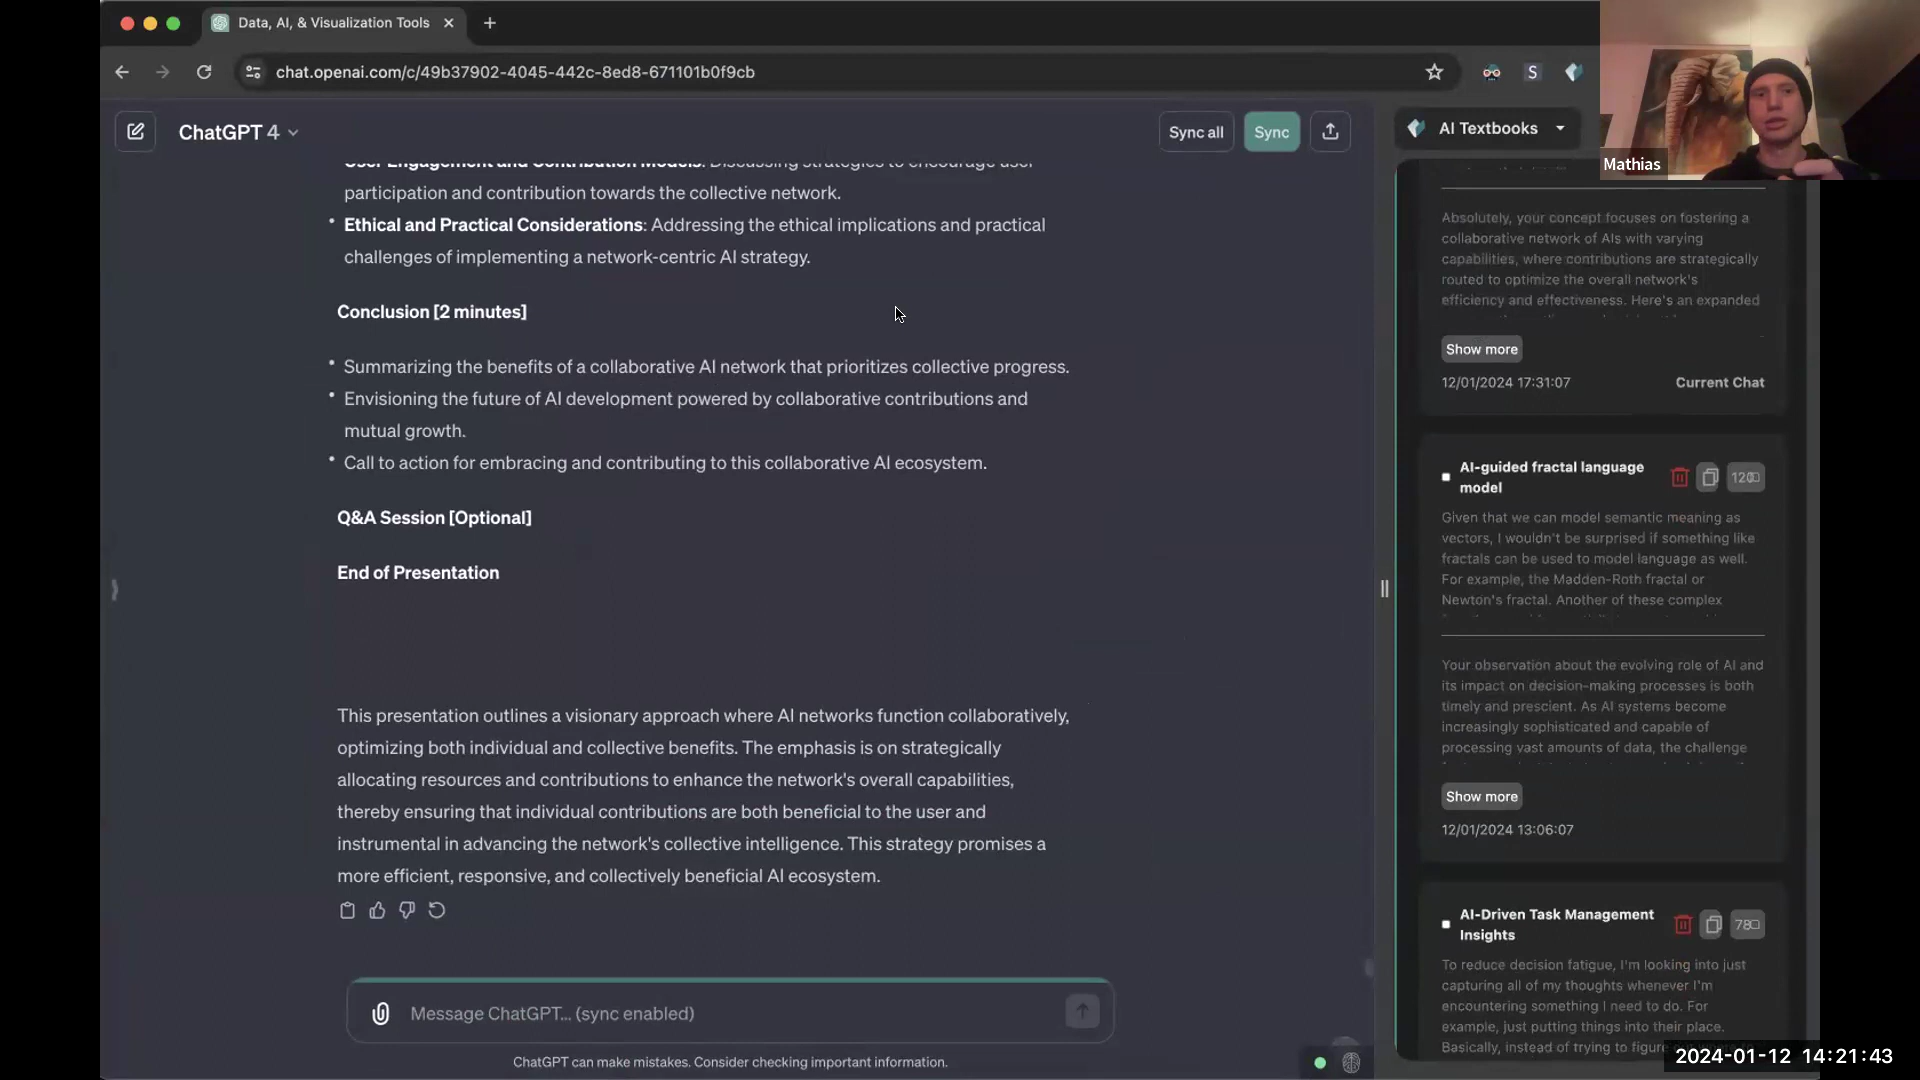 Data, AI, & Visualization Tools
chat.openai.com/c/49b37902-4045-442c-8ed8-671101b0f9cb
S
Mathias
ChatGPT 4
Sync all
Sync
AI Textbooks
User Engagement and Contribution Models: Discussing strategies to encourage user
participation and contribution towards the collective network.
• Ethical and Practical Considerations: Addressing the ethical implications and practical
challenges of implementing a network-centric AI strategy.
Conclusion [2 minutes]
• Summarizing the benefits of a collaborative AI network that prioritizes collective progress.
• Envisioning the future of AI development powered by collaborative contributions and
mutual growth.
• Call to action for embracing and contributing to this collaborative AI ecosystem.
Q&A Session [Optional]
End of Presentation
This presentation outlines a visionary approach where AI networks function collaboratively,
optimizing both individual and collective benefits. The emphasis is on strategically
allocating resources and contributions to enhance the network's overall capabilities,
thereby ensuring that individual contributions are both beneficial to the user and
instrumental in advancing the network's collective intelligence. This strategy promises a
more efficient, responsive, and collectively beneficial AI ecosystem.
Message ChatGPT... (sync enabled)
ChatGPT can make mistakes. Consider checking important information.
Absolutely, your concept focuses on fostering a
collaborative network of AIs with varying
capabilities, where contributions are strategically
routed to optimize the overall network's
efficiency and effectiveness. Here's an expanded
Show more
12/01/2024 17:31:07
Current Chat
AI-guided fractal language
model
120
Given that we can model semantic meaning as
vectors, I wouldn't be surprised if something like
fractals can be used to model language as well.
For example, the Madden-Roth fractal or
Newton's fractal. Another of these complex
Your observation about the evolving role of AI and
its impact on decision-making processes is both
timely and prescient. As AI systems become
increasingly sophisticated and capable of
processing vast amounts of data, the challenge
Show more
12/01/2024 13:06:07
AI-Driven Task Management
Insights
78
To reduce decision fatigue, I'm looking into just
capturing all of my thoughts whenever I'm
encountering something I need to do. For
example, just putting things into their place.
Basically, instead of trying to figure
2024-01-12 14:21:43